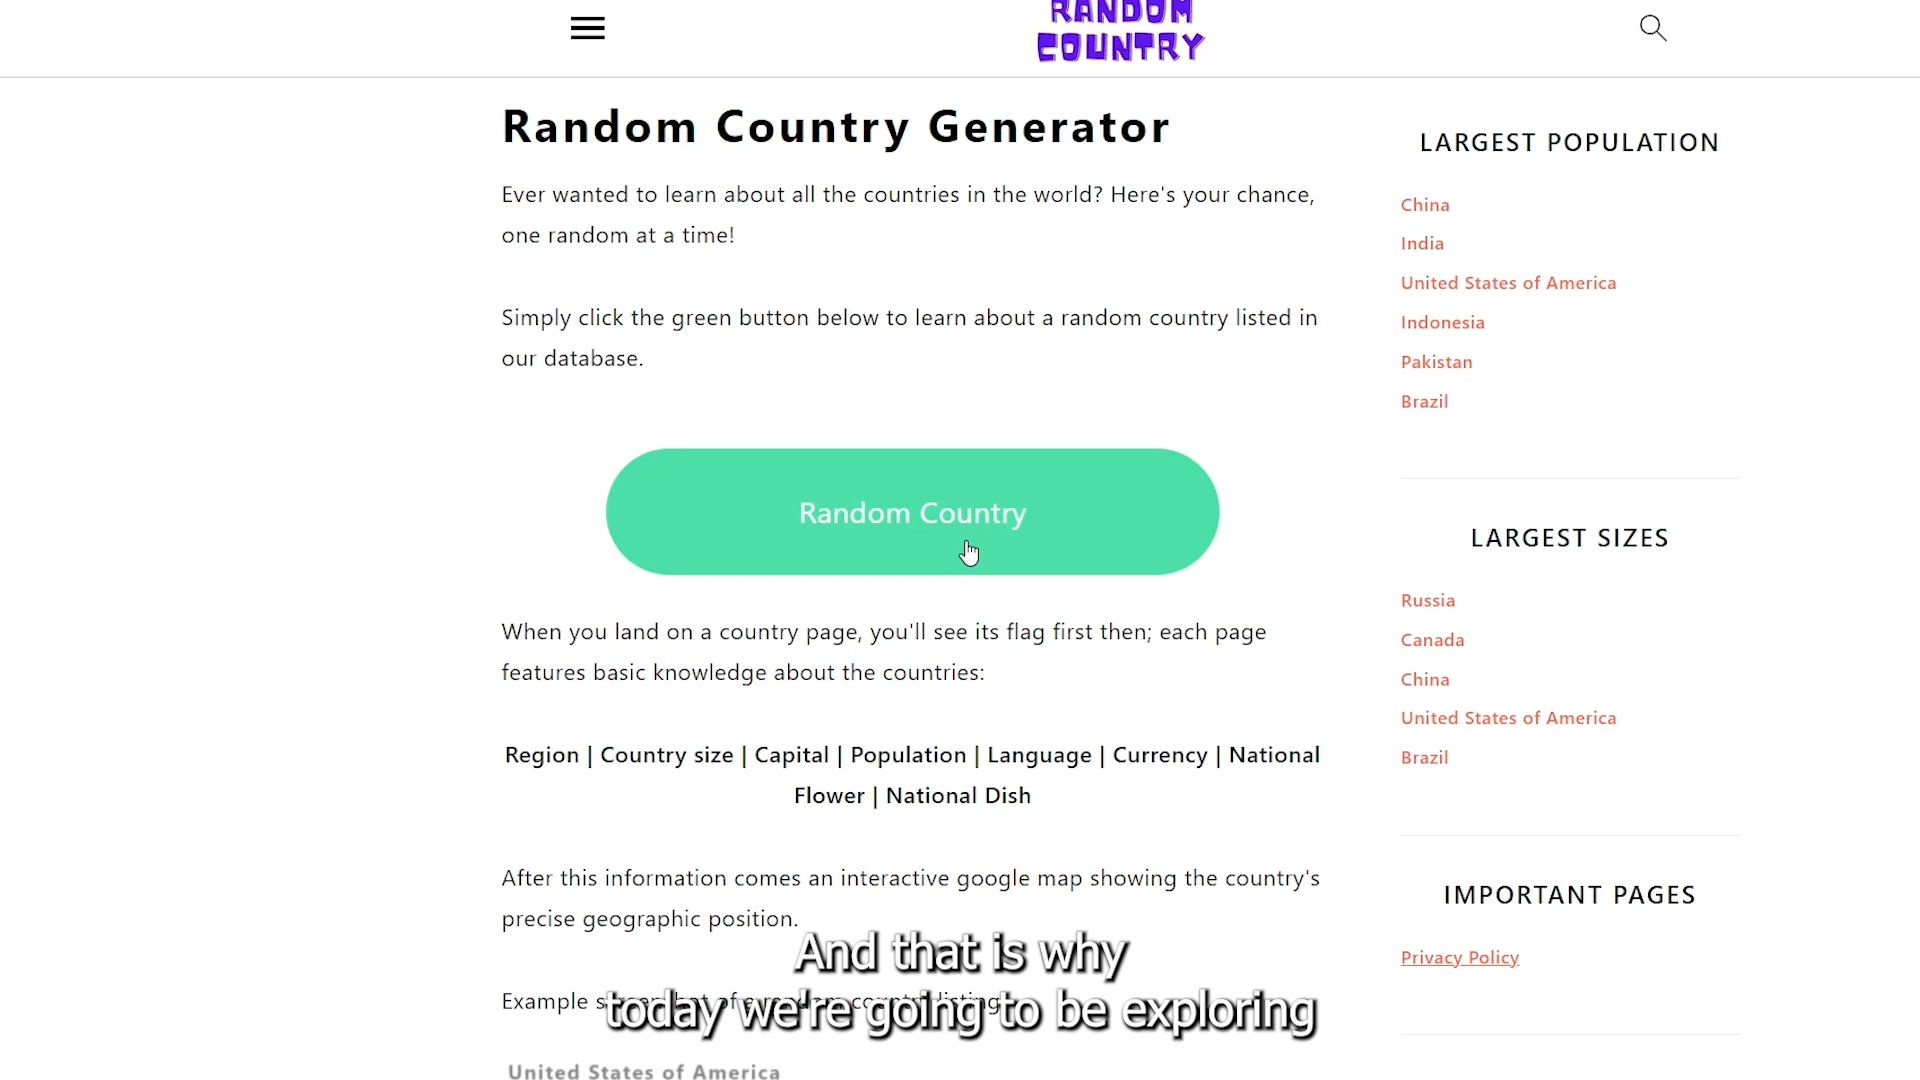 RANDOM
COUNTRY
Random Country Generator
Ever wanted to learn about all the countries in the world? Here's your chance,
one random at a time!
Simply click the green button below to learn about a random country listed in
our database.
Random Country
When you land on a country page, you'll see its flag first then; each page
features basic knowledge about the countries:
Region | Country size | Capital | Population | Language | Currency | National
Flower | National Dish
After this information comes an interactive google map showing the country's
precise geographic position.
Example screenshot of a random country listing
United States of America
LARGEST POPULATION
China
India
United States of America
Indonesia
Pakistan
Brazil
LARGEST SIZES
Russia
Canada
China
United States of America
Brazil
IMPORTANT PAGES
Privacy Policy
And that is why
today we're going to be exploring